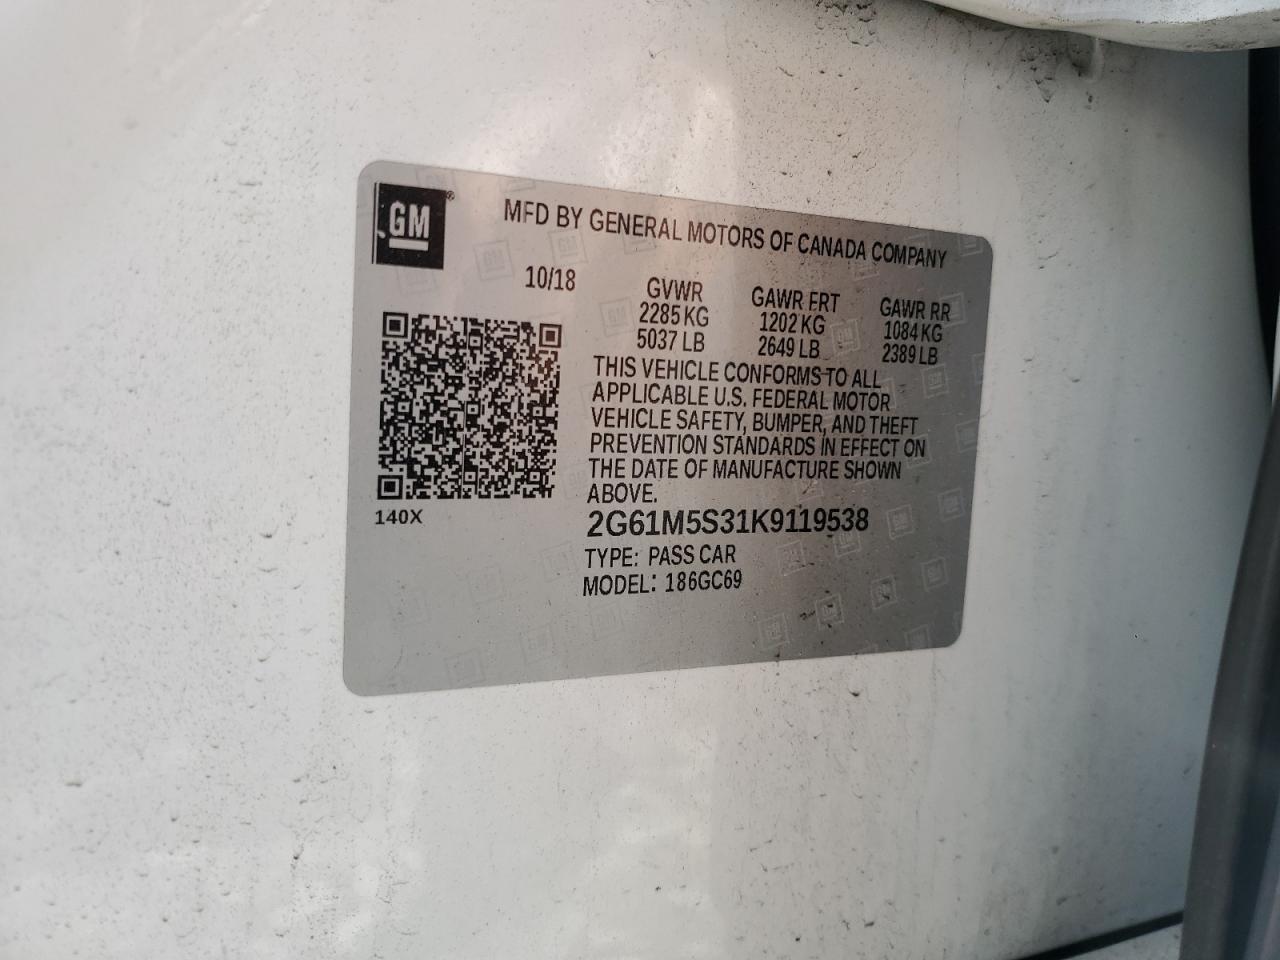 GM
MFD BY GENERAL MOTORS OF CANADA COMPANY
10/18
GVWR
2285 KG
5037 LB
GAWR FRT
1202 KG
2649 LB
GAWR RR
1084 KG
2389 LB
THIS VEHICLE CONFORMS TO ALL
APPLICABLE U.S. FEDERAL MOTOR
VEHICLE SAFETY, BUMPER, AND THEFT
PREVENTION STANDARDS IN EFFECT ON
THE DATE OF MANUFACTURE SHOWN
ABOVE.
140X
2G61M5S31K9119538
TYPE: PASS CAR
MODEL: 186GC69